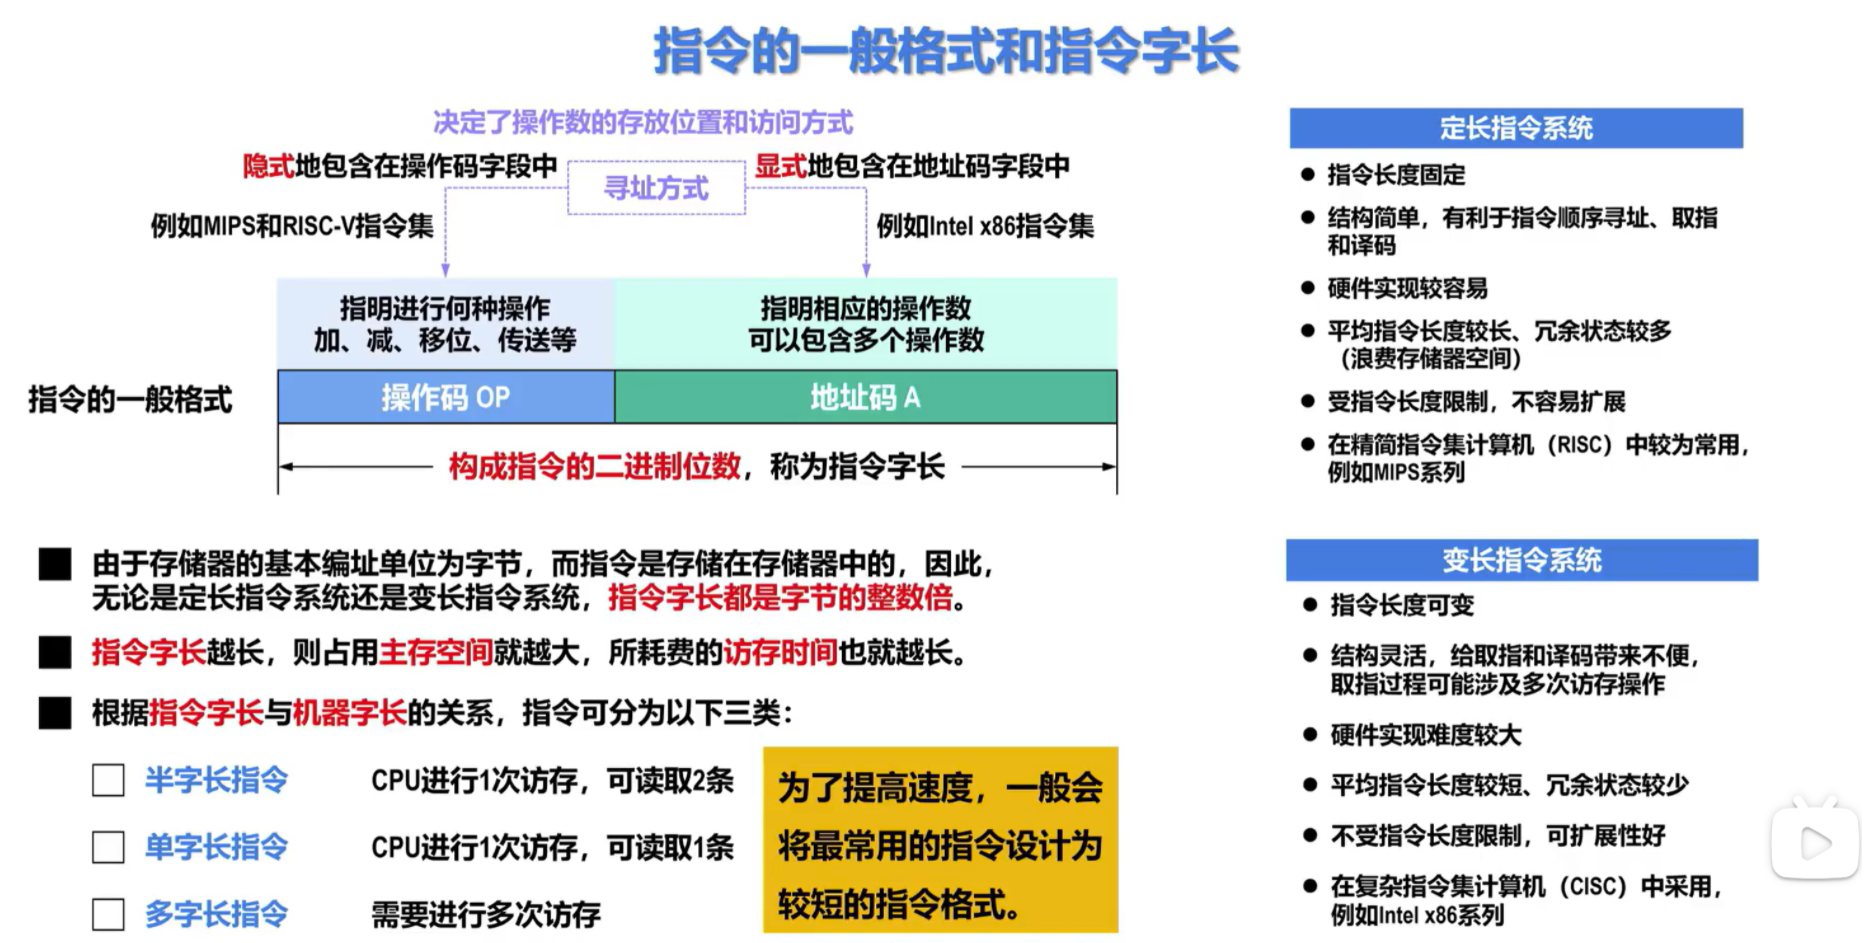 指令的一般格式和指令字长
决定了操作数的存放位置和访问方式
隐式地包含在操作码字段中
寻址方式
显式地包含在地址码字段中
例如MIPS和RISC-V指令集
例如Intel x86指令集
指明进行何种操作
加、减、移位、传送等
指明相应的操作数
可以包含多个操作数
指令的一般格式
操作码 OP
地址码 A
构成指令的二进制位数，称为指令字长
由于存储器的基本编址单位为字节，而指令是存储在存储器中的，因此，
无论是定长指令系统还是变长指令系统，指令字长都是字节的整数倍。
指令字长越长，则占用主存空间就越大，所耗费的访存时间也就越长。
根据指令字长与机器字长的关系，指令可分为以下三类：
半字长指令 CPU进行1次访存，可读取2条
单字长指令 CPU进行1次访存，可读取1条
多字长指令 需要进行多次访存
为了提高速度，一般会
将最常用的指令设计为
较短的指令格式。
定长指令系统
指令长度固定
结构简单，有利于指令顺序寻址、取指
和译码
硬件实现较容易
平均指令长度较长、冗余状态较多
（浪费存储器空间）
受指令长度限制，不容易扩展
在精简指令集计算机（RISC）中较为常用，
例如MIPS系列
变长指令系统
指令长度可变
结构灵活，给取指和译码带来不便，
取指过程可能涉及多次访存操作
硬件实现难度较大
平均指令长度较短、冗余状态较少
不受指令长度限制，可扩展性好
在复杂指令集计算机（CISC）中采用，
例如Intel x86系列